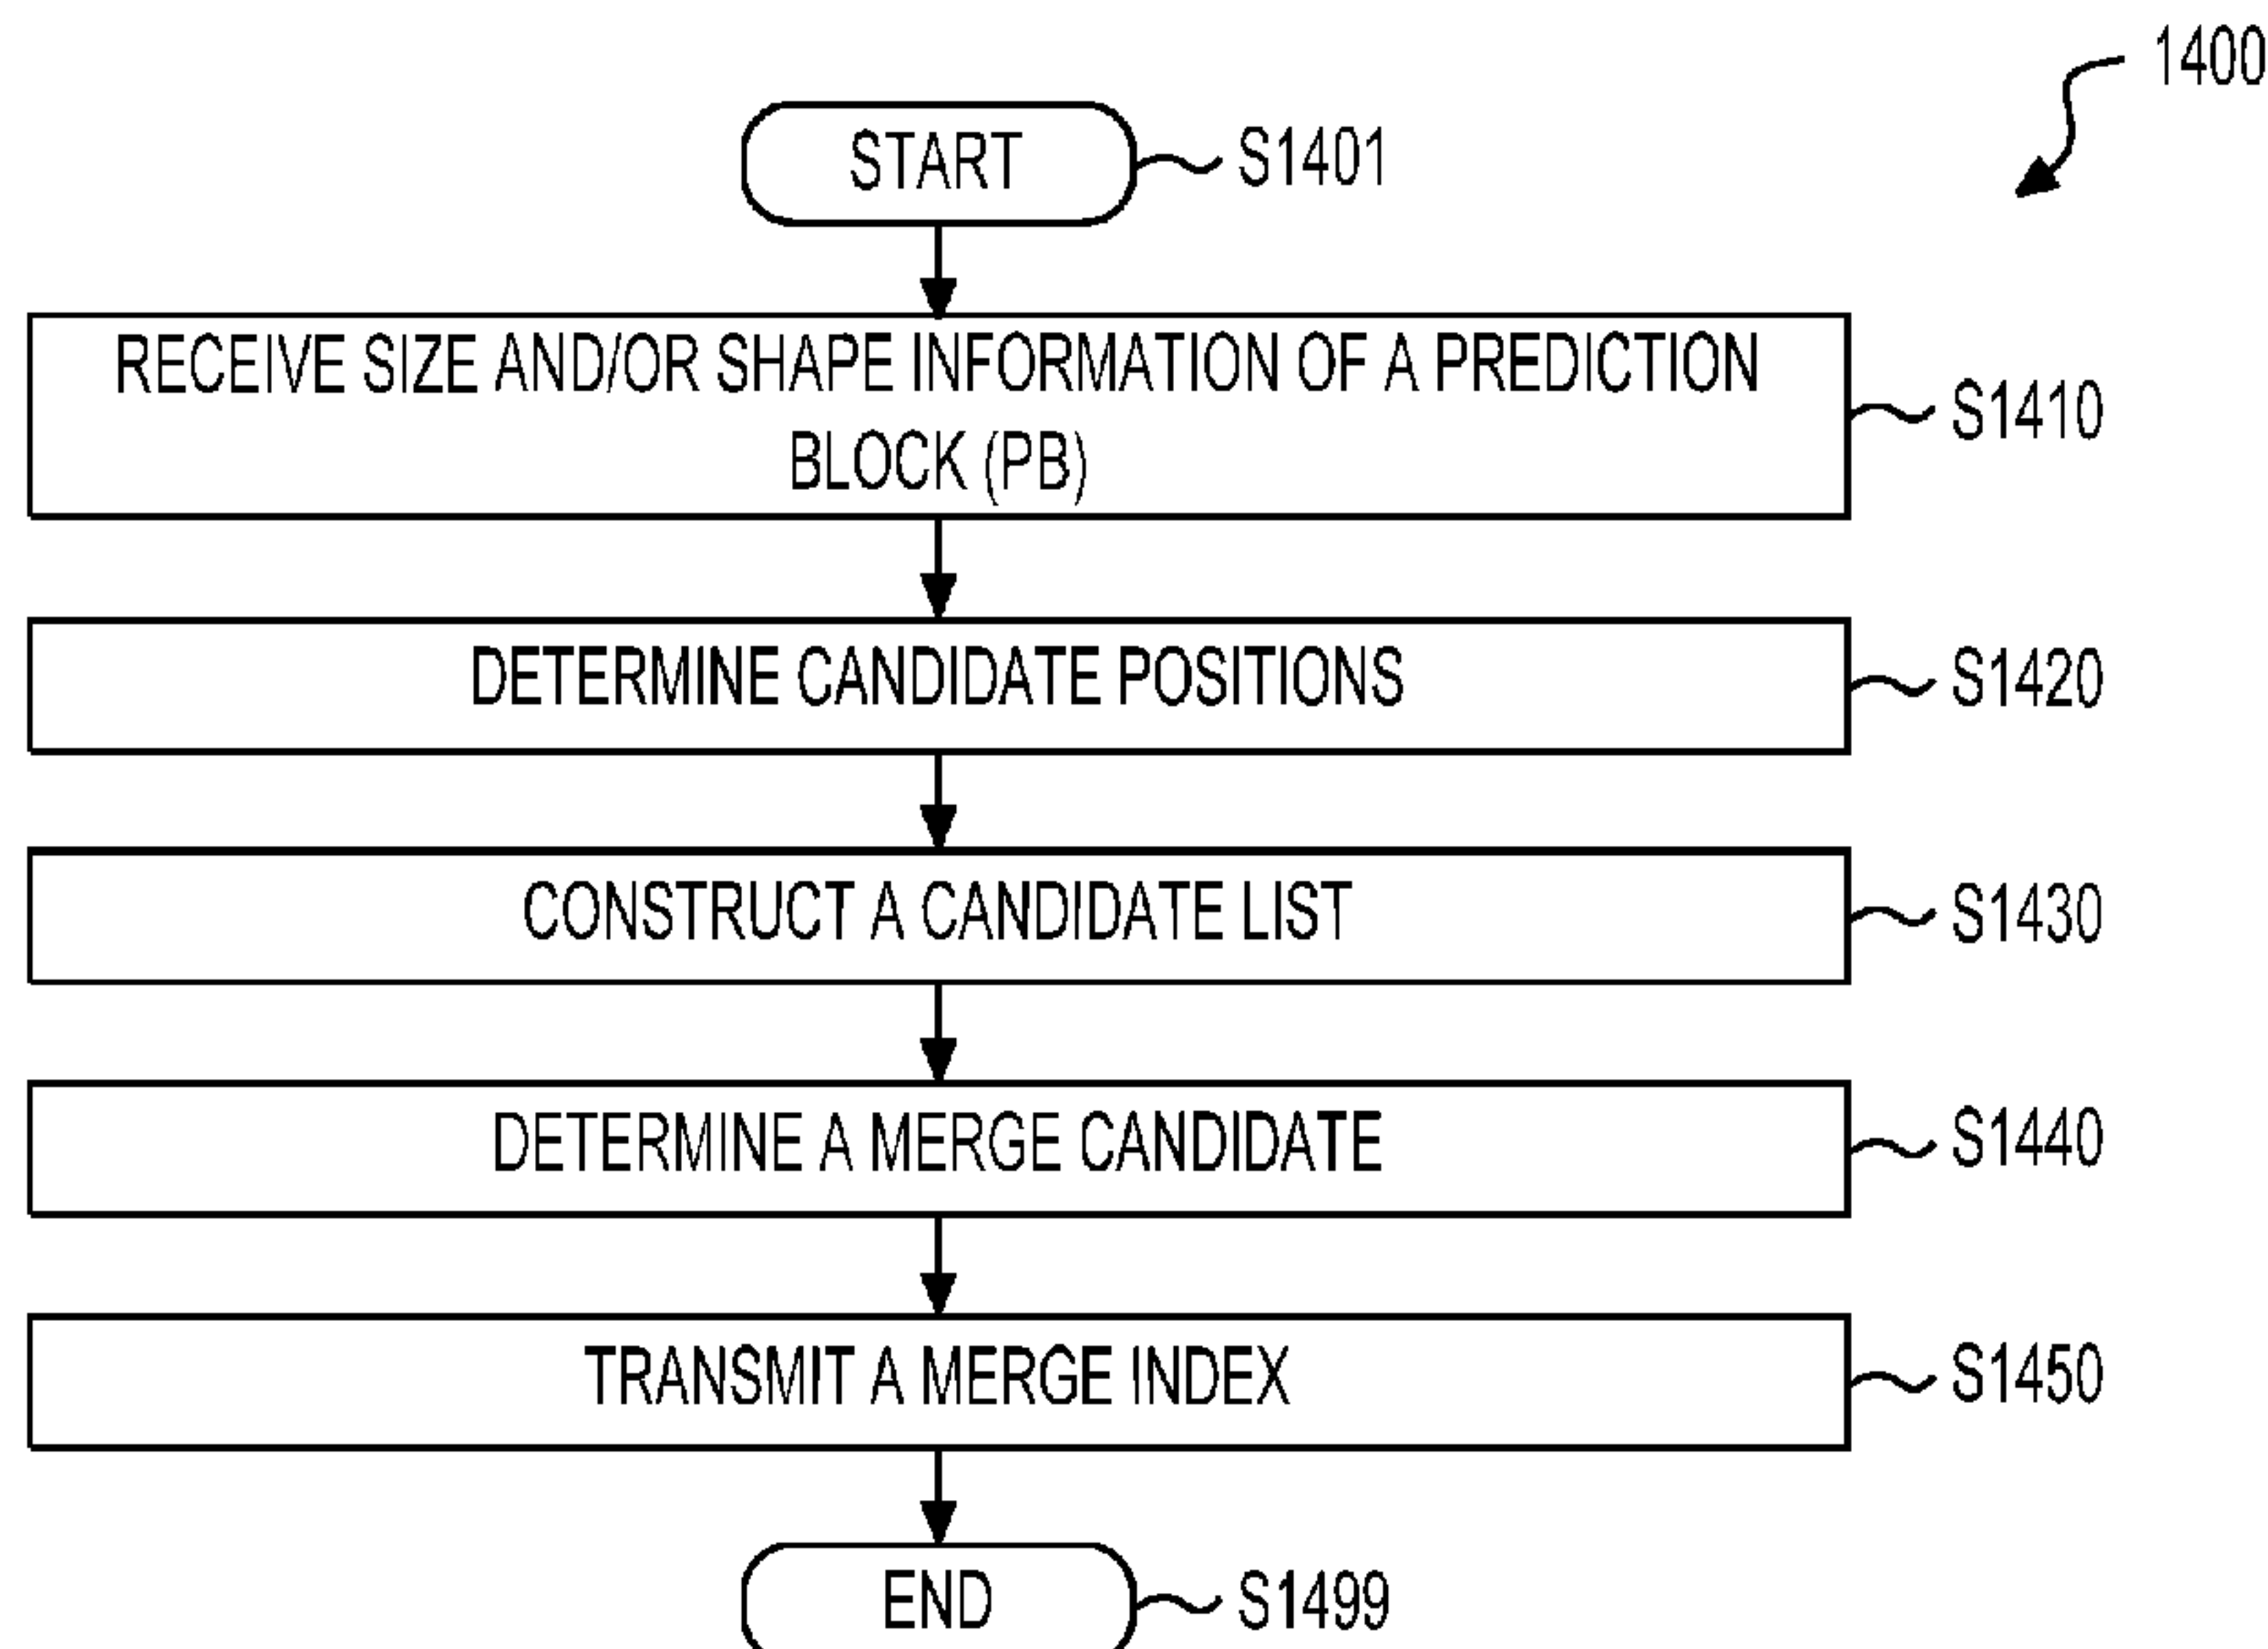 1400
START
S1401
RECEIVE SIZE AND/OR SHAPE INFORMATION OF A PREDICTION
BLOCK (PB)
S1410
DETERMINE CANDIDATE POSITIONS
S1420
CONSTRUCT A CANDIDATE LIST
S1430
DETERMINE A MERGE CANDIDATE
S1440
TRANSMIT A MERGE INDEX
S1450
END
S1499